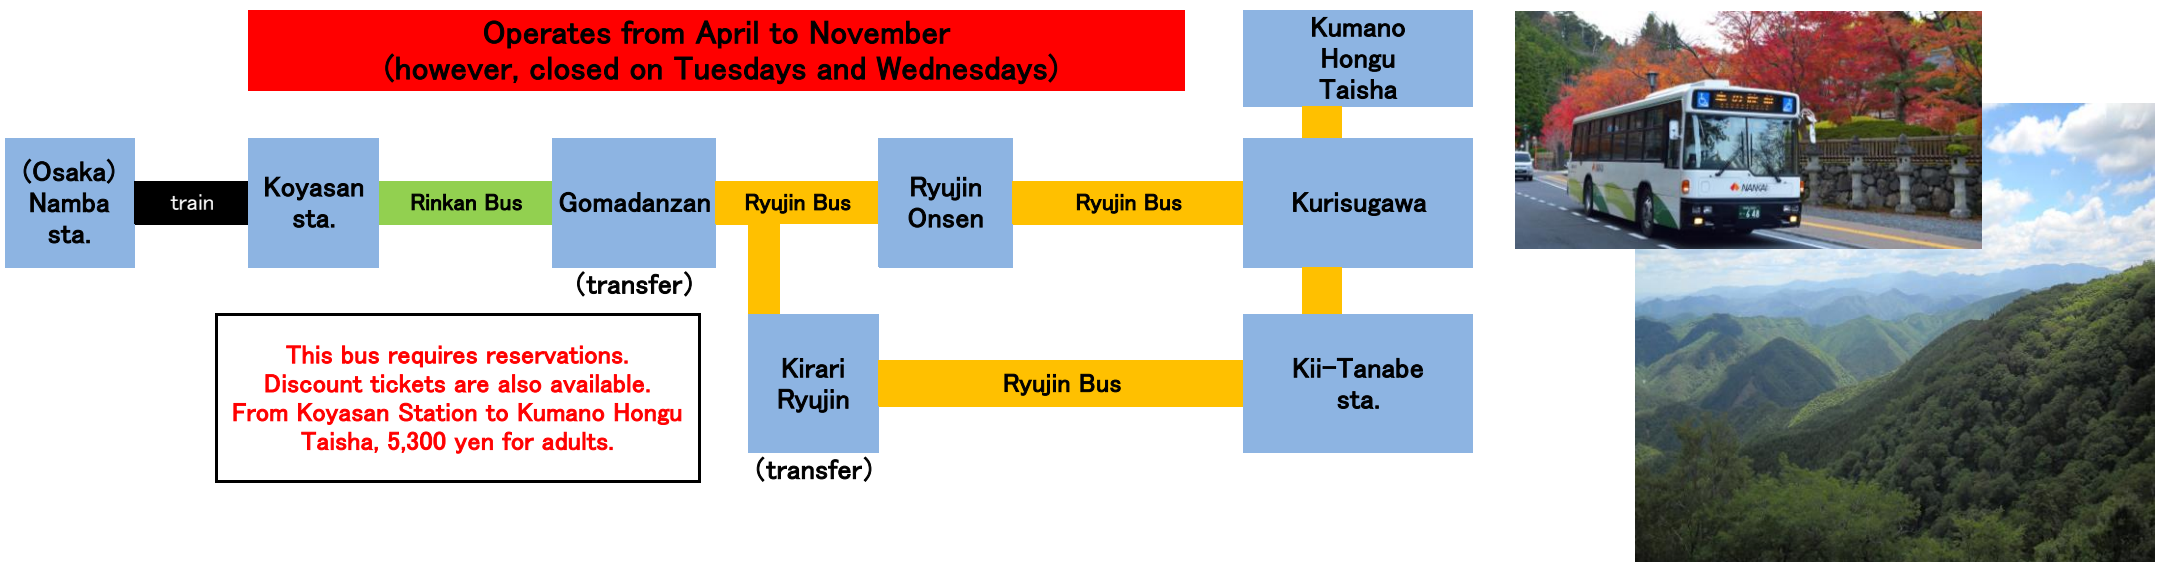 Operates from April to November
(however, closed on Tuesdays and Wednesdays)
Kumano
Hongu
Taisha
(Osaka)
Namba
sta.
train
Koyasan
sta.
Rinkan Bus
Gomadanzan
(transfer)
Ryujin Bus
Ryujin
Onsen
Ryujin Bus
Kurisugawa
This bus requires reservations.
Discount tickets are also available.
From Koyasan Station to Kumano Hongu
Taisha, 5,300 yen for adults.
Kirari
Ryujin
(transfer)
Ryujin Bus
Kii-Tanabe
sta.
NANKAI
648